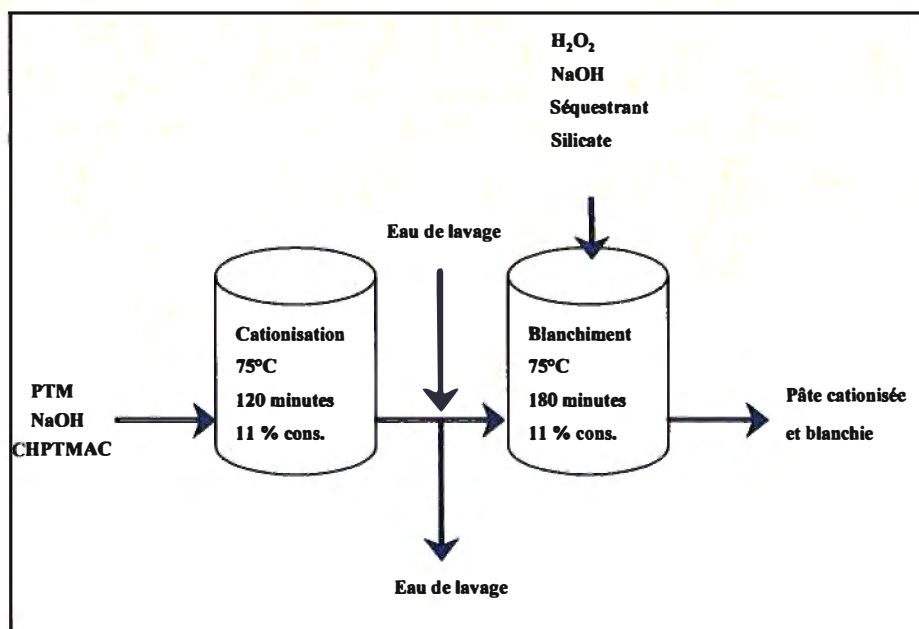 H₂O₂
NaOH
Séquestrant
Silicate
Eau de lavage
Cationisation
75°C
120 minutes
11 % cons.
Blanchiment
75°C
180 minutes
11 % cons.
PTM
NaOH
CHPTMAC
Pâte cationisée
et blanchie
Eau de lavage